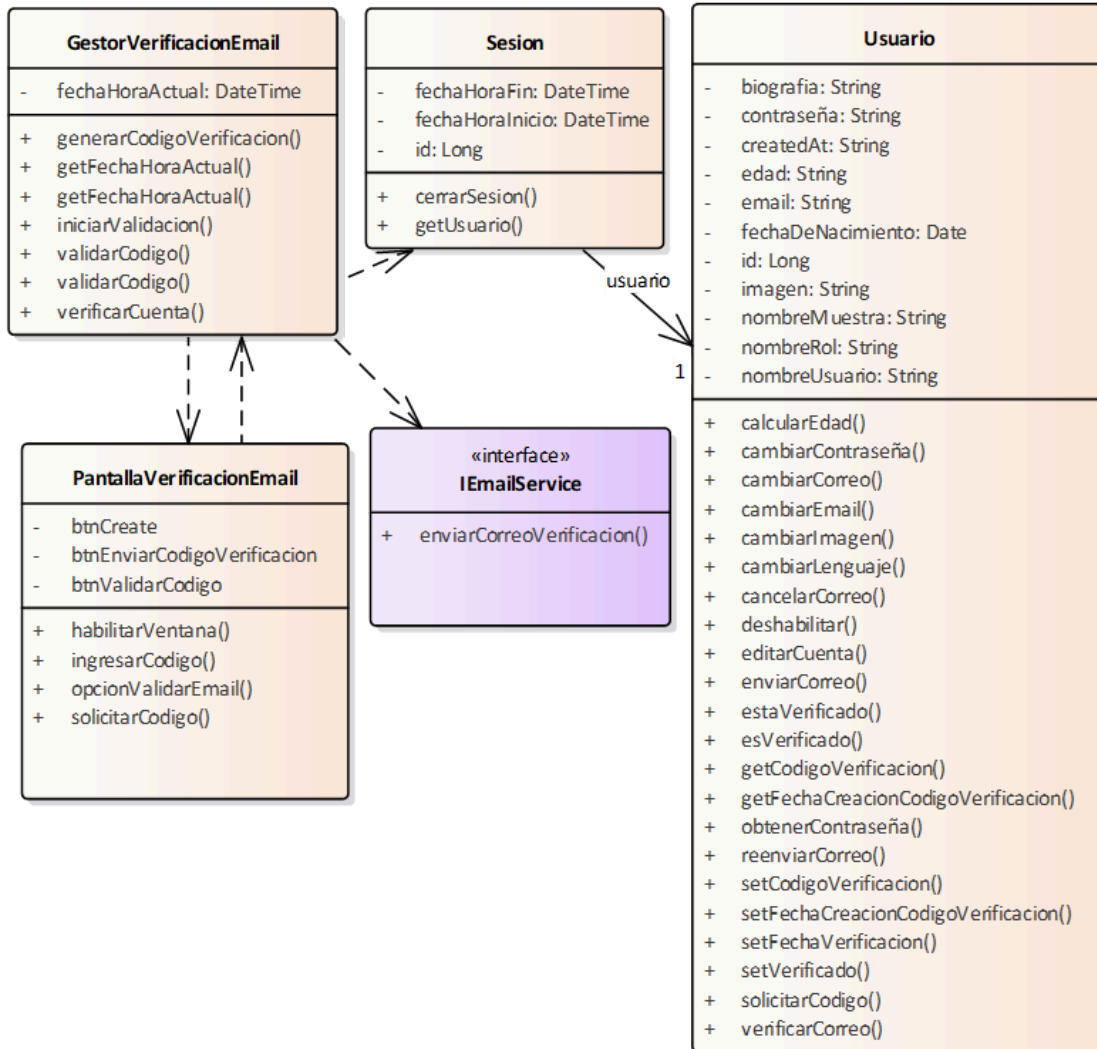 GestorVerificacionEmail
- fechaHoraActual: DateTime
+ generarCodigoVerificacion()
+ getFechaHoraActual()
+ getFechaHoraActual()
+ iniciarValidacion()
+ validarCodigo()
+ validarCodigo()
+ verificarCuenta()
Sesion
- fechaHoraFin: DateTime
- fechaHoraInicio: DateTime
- id: Long
+ cerrarSesion()
+ getUsuario()
usuario
1
Usuario
- biografia: String
- contraseña: String
- createdAt: String
- edad: String
- email: String
- fechaDeNacimiento: Date
- id: Long
- imagen: String
- nombreMuestra: String
- nombreRol: String
- nombreUsuario: String
+ calcularEdad()
+ cambiarContraseña()
+ cambiarCorreo()
+ cambiarEmail()
+ cambiarImagen()
+ cambiarLenguaje()
+ cancelarCorreo()
+ deshabilitar()
+ editarCuenta()
+ enviarCorreo()
+ estaVerificado()
+ esVerificado()
+ getCodigoVerificacion()
+ getFechaCreacionCodigoVerificacion()
+ obtenerContraseña()
+ reenviarCorreo()
+ setCodigoVerificacion()
+ setFechaCreacionCodigoVerificacion()
+ setFechaVerificacion()
+ setVerificado()
+ solicitarCodigo()
+ verificarCorreo()
PantallaVerificacionEmail
- btnCreate
- btnEnviarCodigoVerificacion
- btnValidarCodigo
+ habilitarVentana()
+ ingresarCodigo()
+ opcionValidarEmail()
+ solicitarCodigo()
«interface»
IEmailService
+ enviarCorreoVerificacion()